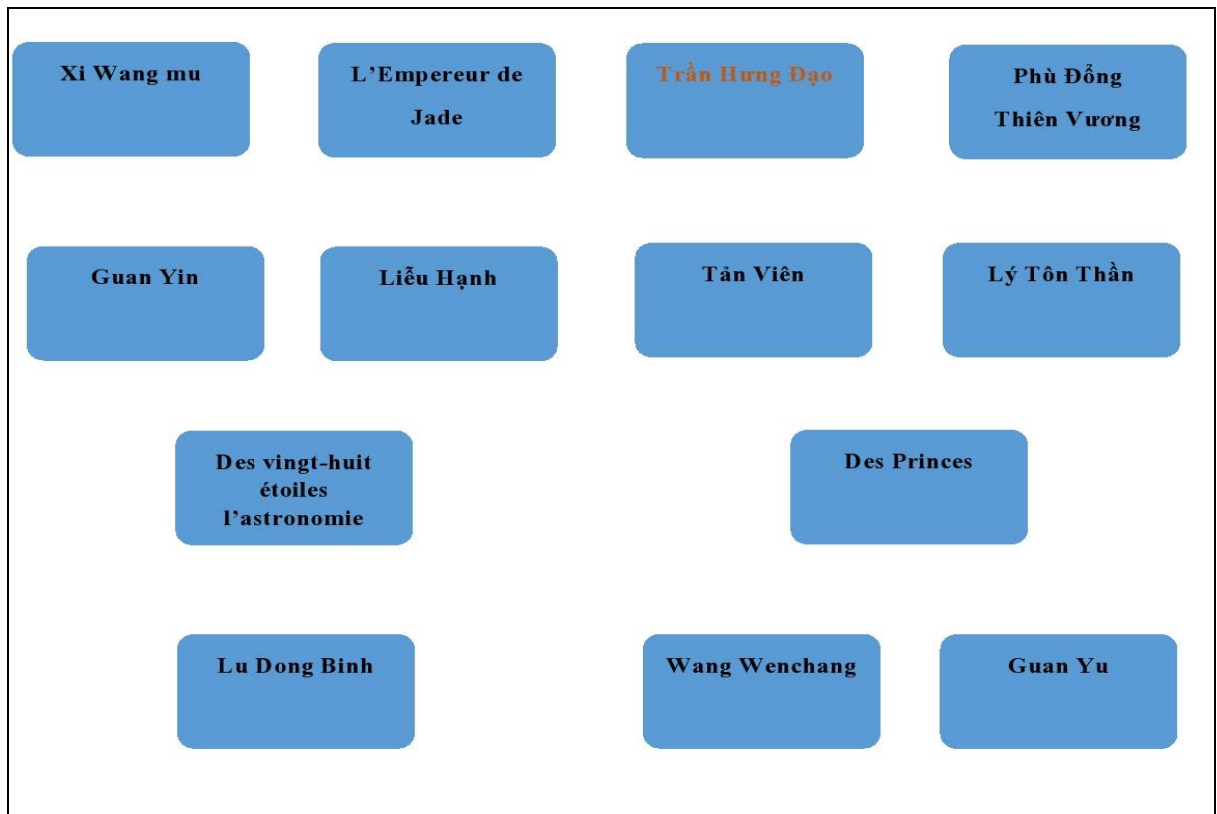 Xi Wang mu
L'Empereur de
Jade
Trần Hưng Đạo
Phù Đổng
Thiên Vương
Guan Yin
Liễu Hạnh
Tản Viên
Lý Tôn Thần
Des vingt-huit
étoiles
l'astronomie
Des Princes
Lu Dong Binh
Wang Wenchang
Guan Yu